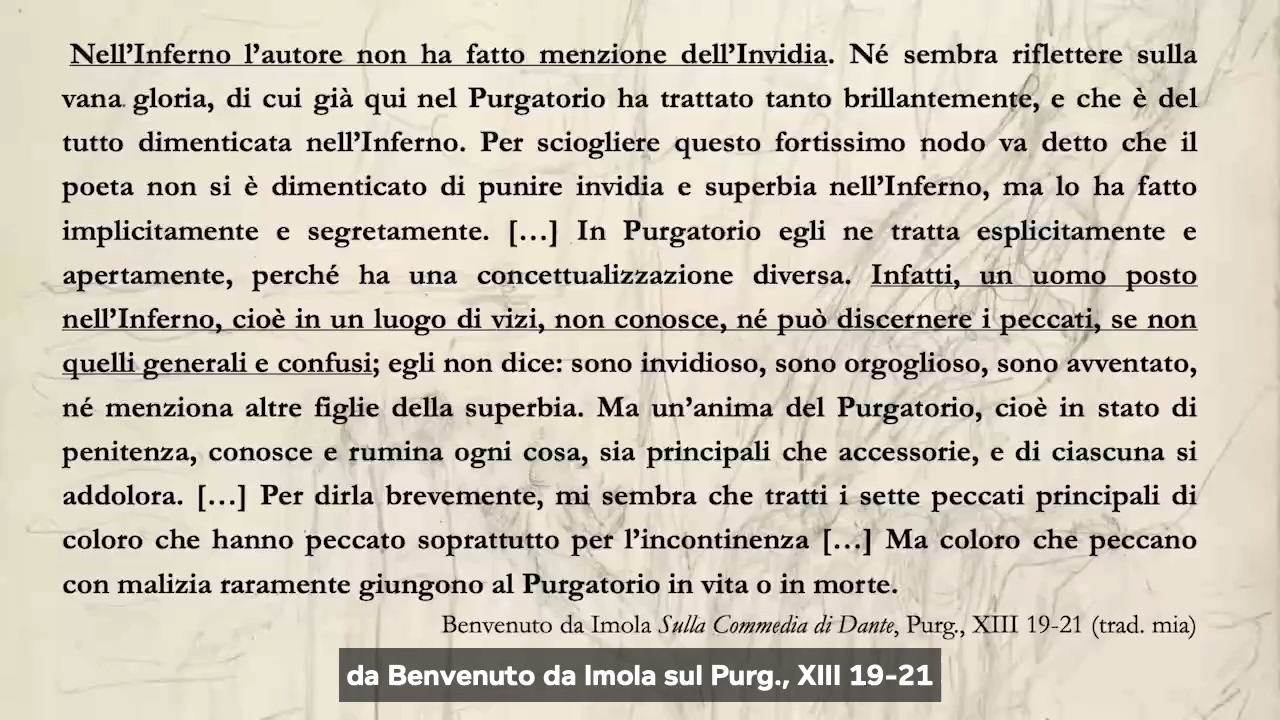 Nell’Inferno l’autore non ha fatto menzione dell’Invidia. Né sembra riflettere sulla
vana gloria, di cui già qui nel Purgatorio ha trattato tanto brillantemente, e che è del
tutto dimenticata nell’Inferno. Per sciogliere questo fortissimo nodo va detto che il
poeta non si è dimenticato di punire invidia e superbia nell’Inferno, ma lo ha fatto
implicitamente e segretamente. […] In Purgatorio egli ne tratta esplicitamente e
apertamente, perché ha una concettualizzazione diversa. Infatti, un uomo posto
nell’Inferno, cioè in un luogo di vizi, non conosce, né può discernere i peccati, se non
quelli generali e confusi; egli non dice: sono invidioso, sono orgoglioso, sono avventato,
né menziona altre figlie della superbia. Ma un’anima del Purgatorio, cioè in stato di
penitenza, conosce e rumina ogni cosa, sia principali che accessorie, e di ciascuna si
addolora. […] Per dirla brevemente, mi sembra che tratti i sette peccati principali di
coloro che hanno peccato soprattutto per l’incontinenza […] Ma coloro che peccano
con malizia raramente giungono al Purgatorio in vita o in morte.
Benvenuto da Imola Sulla Commedia di Dante, Purg., XIII 19-21 (trad. mia)
da Benvenuto da Imola sul Purg., XIII 19-21